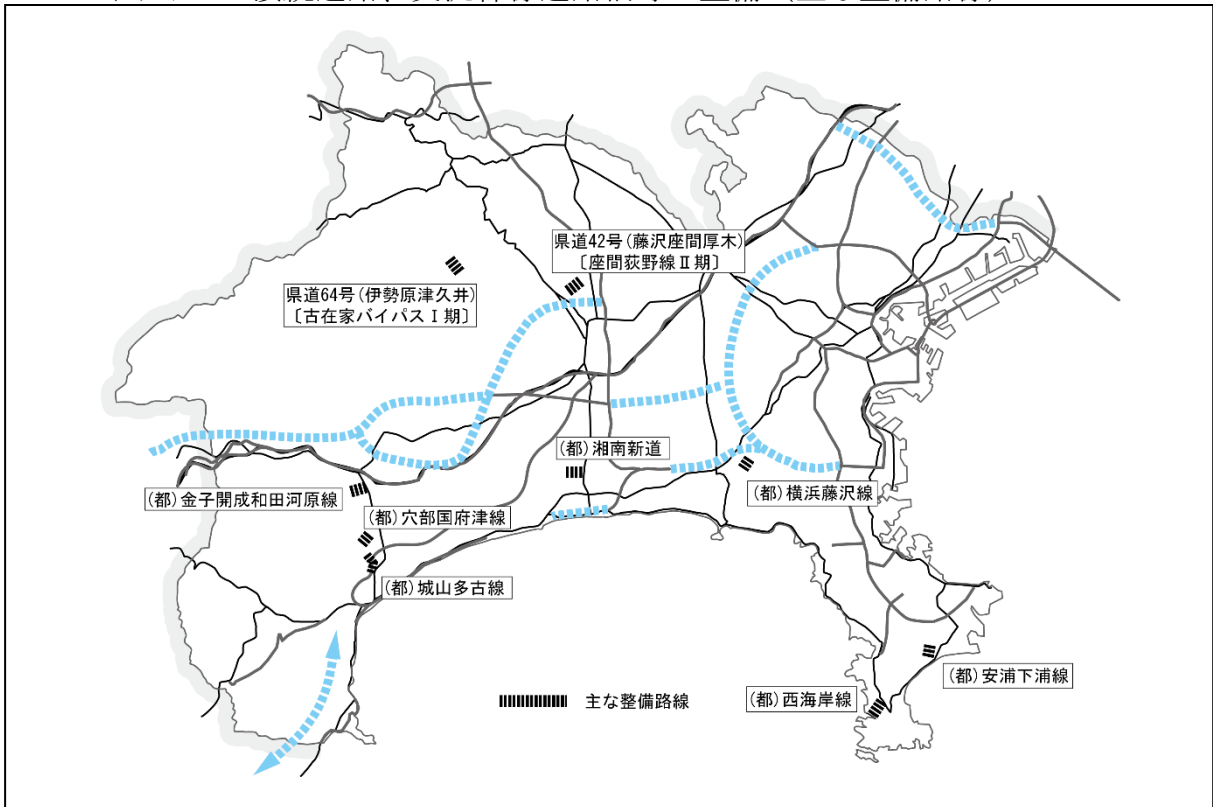 県道42号(藤沢座間厚木)
〔座間荻野線Ⅱ期〕
県道64号(伊勢原津久井)
〔古在家バイパスⅠ期〕
(都)湘南新道
(都)横浜藤沢線
(都)金子開成和田河原線
(都)穴部国府津線
(都)城山多古線
(都)安浦下浦線
(都)西海岸線
主な整備路線